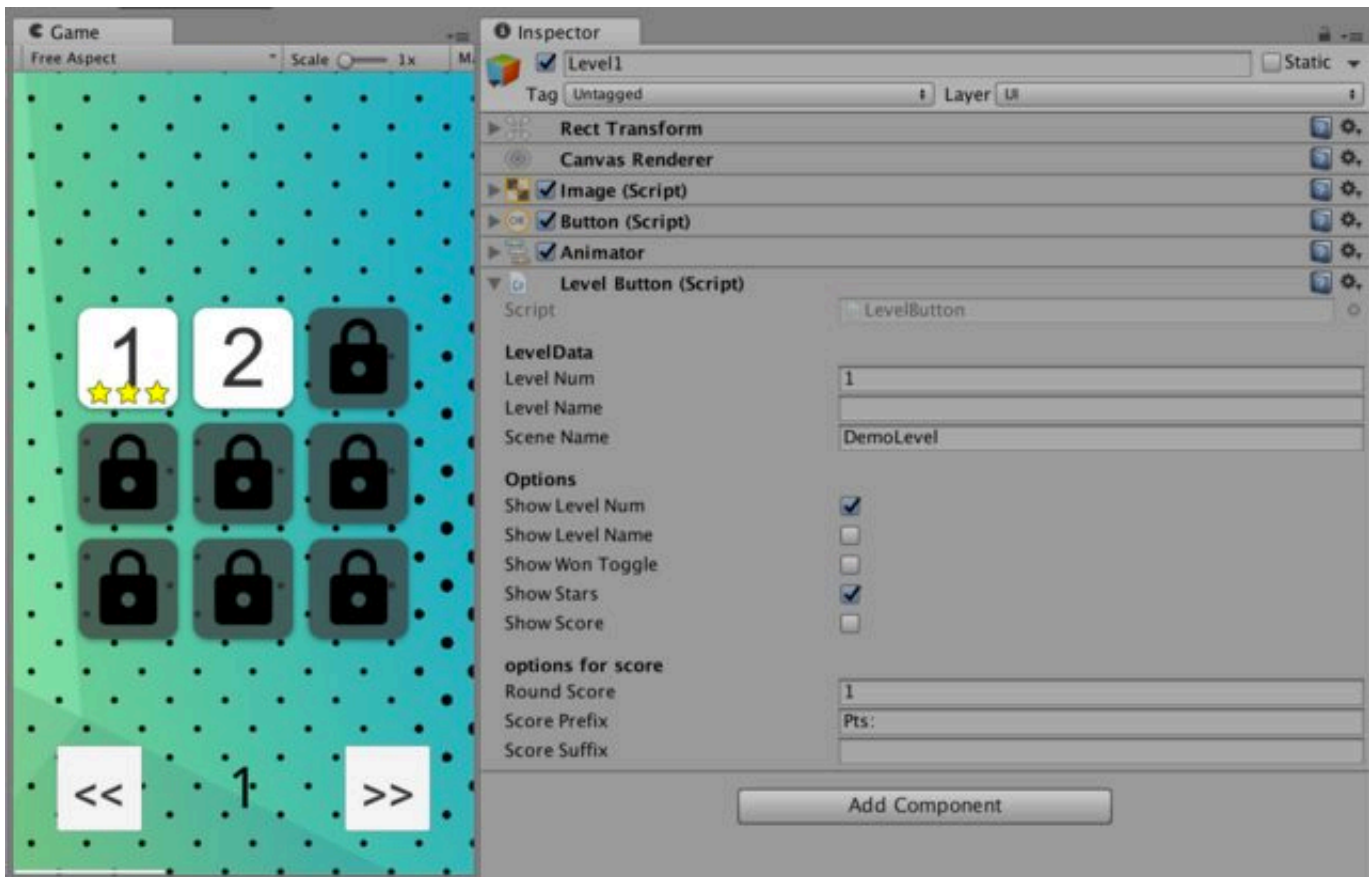 Game
Free Aspect
Scale
1x
1
2
<<
1
>>
Inspector
Level1
Static
Tag
Untagged
Layer
UI
Rect Transform
Canvas Renderer
Image (Script)
Button (Script)
Animator
Level Button (Script)
Script
LevelButton
LevelData
Level Num
1
Level Name
Scene Name
DemoLevel
Options
Show Level Num
Show Level Name
Show Won Toggle
Show Stars
Show Score
options for score
Round Score
1
Score Prefix
Pts:
Score Suffix
Add Component